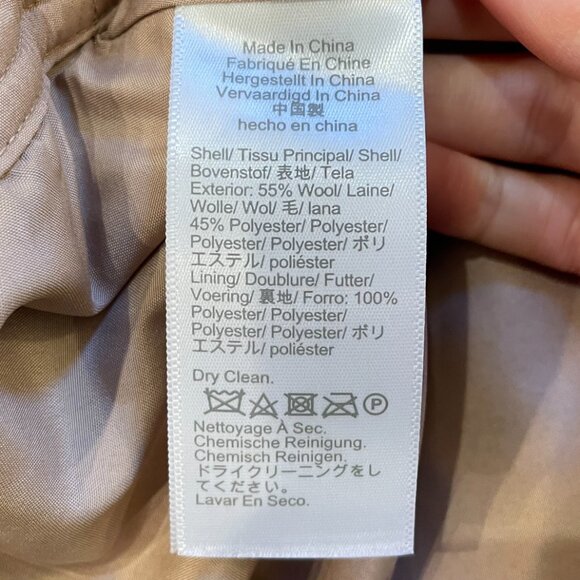 Made In China
Fabriqué En Chine
Hergestellt In China
Vervaardigd In China
中国製
hecho en china
Shell/ Tissu Principal/ Shell/
Bovenstof/ 表地/ Tela
Exterior: 55% Wool/ Laine/
Wolle/ Wol/ 毛/ lana
45% Polyester/ Polyester/
Polyester/ Polyester/ ポリ
エステル/ poliéster
Lining/ Doublure/ Futter/
Voering/ 裏地/ Forro: 100%
Polyester/ Polyester/
Polyester/ Polyester/ ポリ
エステル/ poliéster
Dry Clean.
P
Nettoyage À Sec.
Chemische Reinigung.
Chemisch Reinigen.
ドライクリーニングをし
てください。
Lavar En Seco.